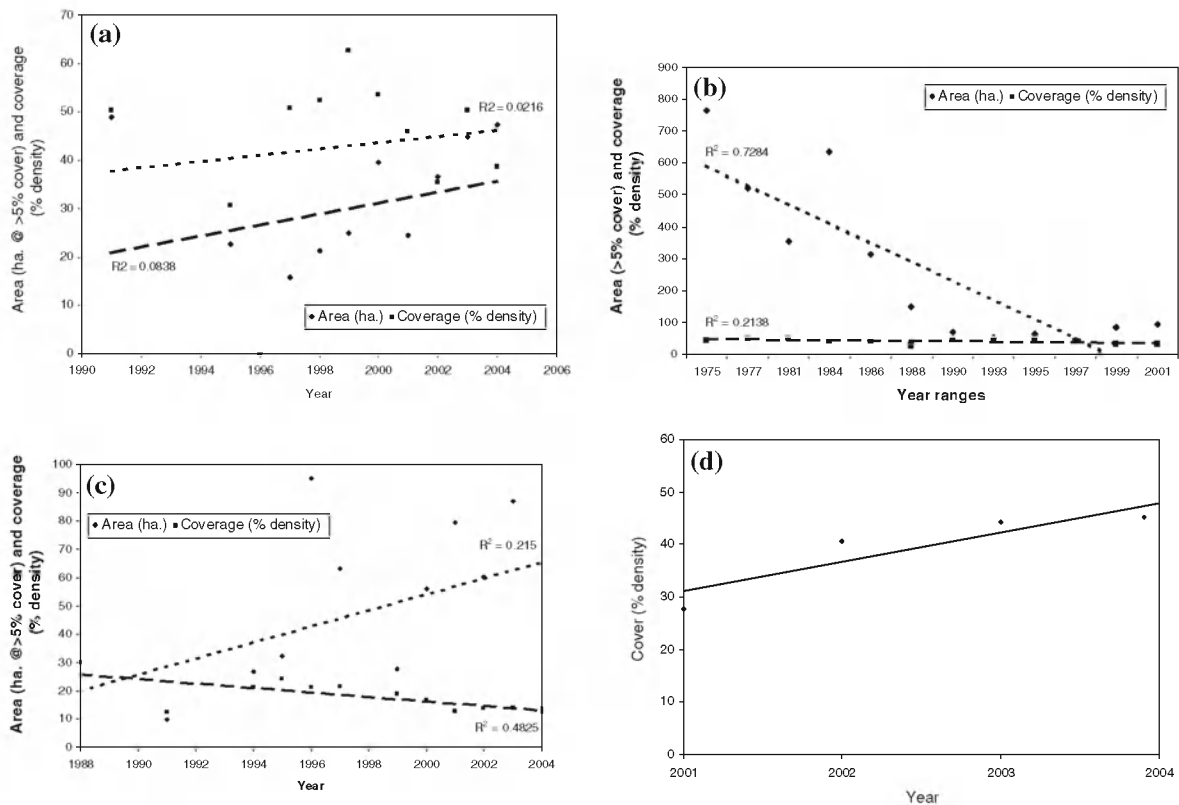 (a)
Area (ha. @ >5% cover) and coverage
(% density)
70
60
50
40
30
20
10
0
R2 = 0.0216
R2 = 0.0838
Area (ha.) Coverage (% density)
1990 1992 1994 1996 1998 2000 2002 2004 2006
Year
(b)
Area (>5% cover) and coverage
(% density)
900
800
700
600
500
400
300
200
100
0
Area (ha.) Coverage (% density)
R² = 0.7284
R² = 0.2138
1975 1977 1981 1984 1986 1988 1990 1993 1995 1997 1999 2001
Year ranges
(c)
Area (ha. @>5% cover) and coverage
(% density)
100
90
80
70
60
50
40
30
20
10
0
Area (ha.) Coverage (% density)
R² = 0.215
R² = 0.4825
1988 1990 1992 1994 1996 1998 2000 2002 2004
Year
(d)
Cover (% density)
60
50
40
30
20
10
0
2001 2002 2003 2004
Year